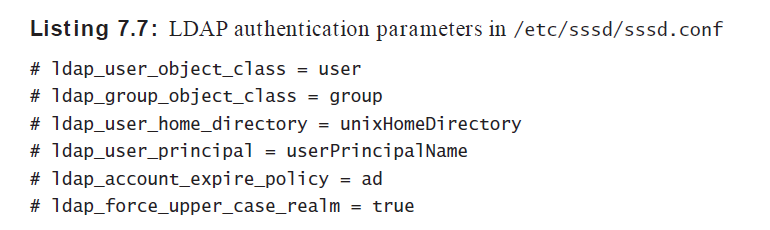 Listing 7.7: LDAP authentication parameters in /etc/sssd/sssd.conf
# ldap_user_object_class = user
# ldap_group_object_class = group
# ldap_user_home_directory = unixHomeDirectory
# ldap_user_principal = userPrincipalName
# ldap_account_expire_policy = ad
# ldap_force_upper_case_realm = true